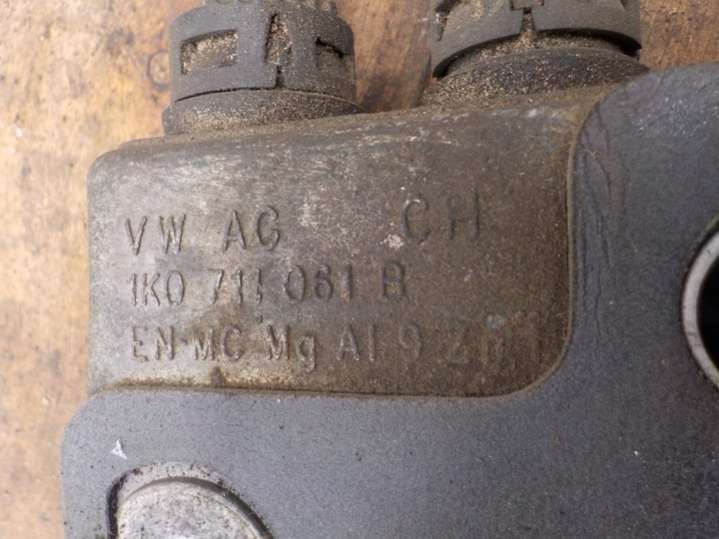 VW AG CH
1K0 711 061 B
EN-MC Mg Al 9 Zn 1